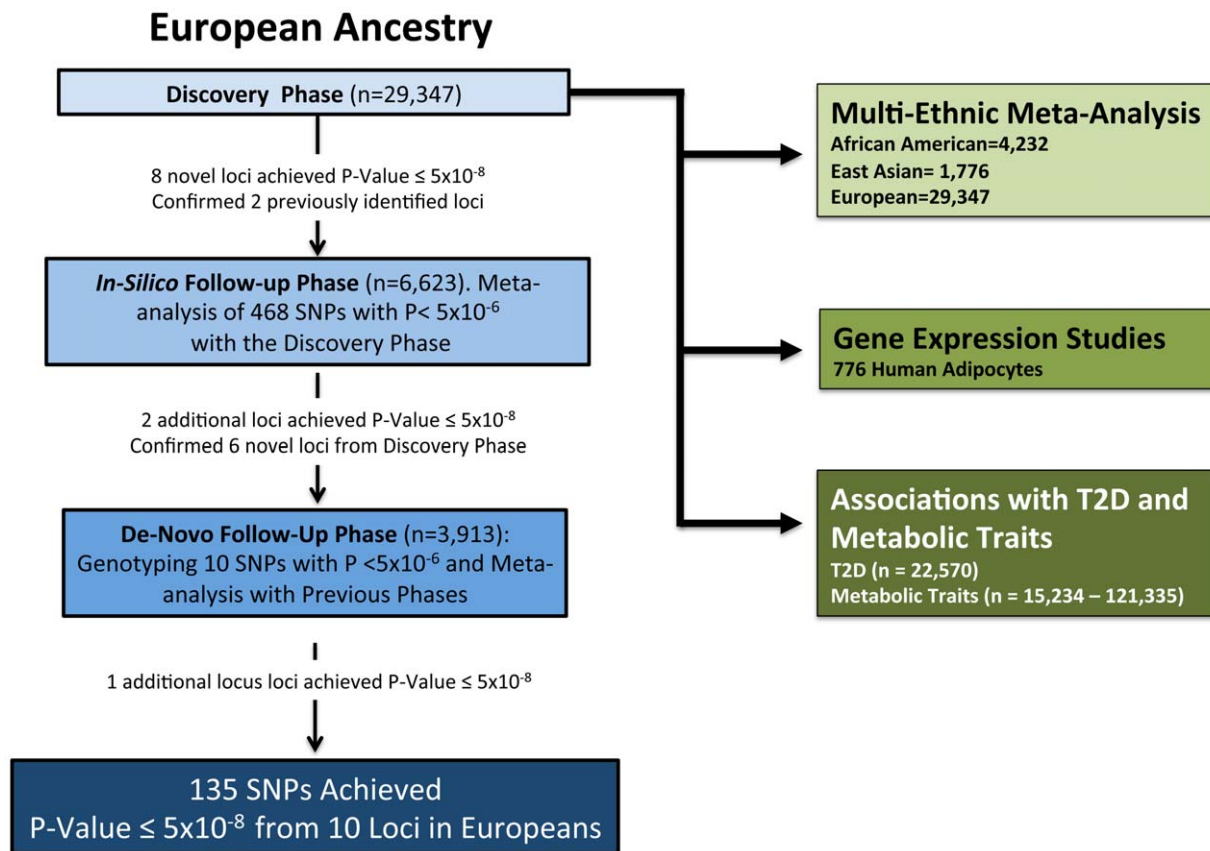 European Ancestry
Discovery Phase (n=29,347)
8 novel loci achieved P-Value ≤ 5x10⁻⁸
Confirmed 2 previously identified loci
In-Silico Follow-up Phase (n=6,623). Meta-
analysis of 468 SNPs with P< 5x10⁻⁶
with the Discovery Phase
2 additional loci achieved P-Value ≤ 5x10⁻⁸
Confirmed 6 novel loci from Discovery Phase
De-Novo Follow-Up Phase (n=3,913):
Genotyping 10 SNPs with P <5x10⁻⁶ and Meta-
analysis with Previous Phases
1 additional locus loci achieved P-Value ≤ 5x10⁻⁸
135 SNPs Achieved
P-Value ≤ 5x10⁻⁸ from 10 Loci in Europeans
Multi-Ethnic Meta-Analysis
African American=4,232
East Asian= 1,776
European=29,347
Gene Expression Studies
776 Human Adipocytes
Associations with T2D and
Metabolic Traits
T2D (n = 22,570)
Metabolic Traits (n = 15,234 – 121,335)